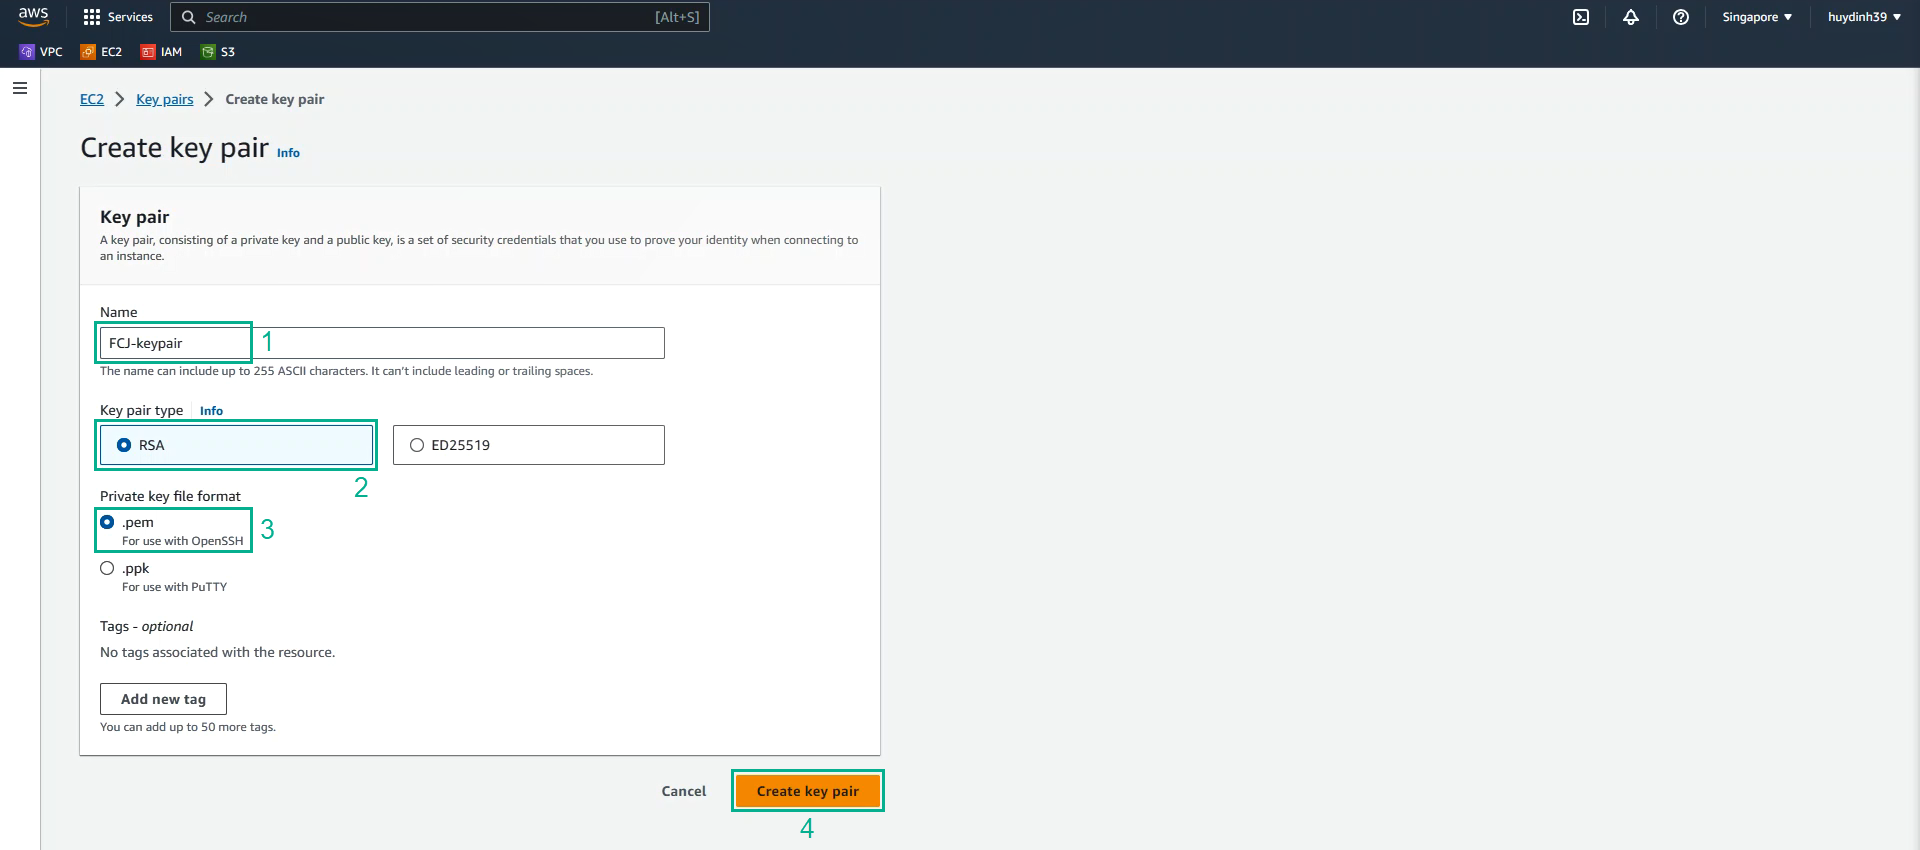 aws
Services
Search
[Alt+S]
Singapore
huydinh39
VPC
EC2
IAM
S3
EC2
Key pairs
Create key pair
Create key pair Info
Key pair
A key pair, consisting of a private key and a public key, is a set of security credentials that you use to prove your identity when connecting to
an instance.
Name
FCJ-keypair
1
The name can include up to 255 ASCII characters. It can't include leading or trailing spaces.
Key pair type Info
RSA
ED25519
2
Private key file format
.pem
For use with OpenSSH
3
.ppk
For use with PuTTY
Tags - optional
No tags associated with the resource.
Add new tag
You can add up to 50 more tags.
Cancel
Create key pair
4